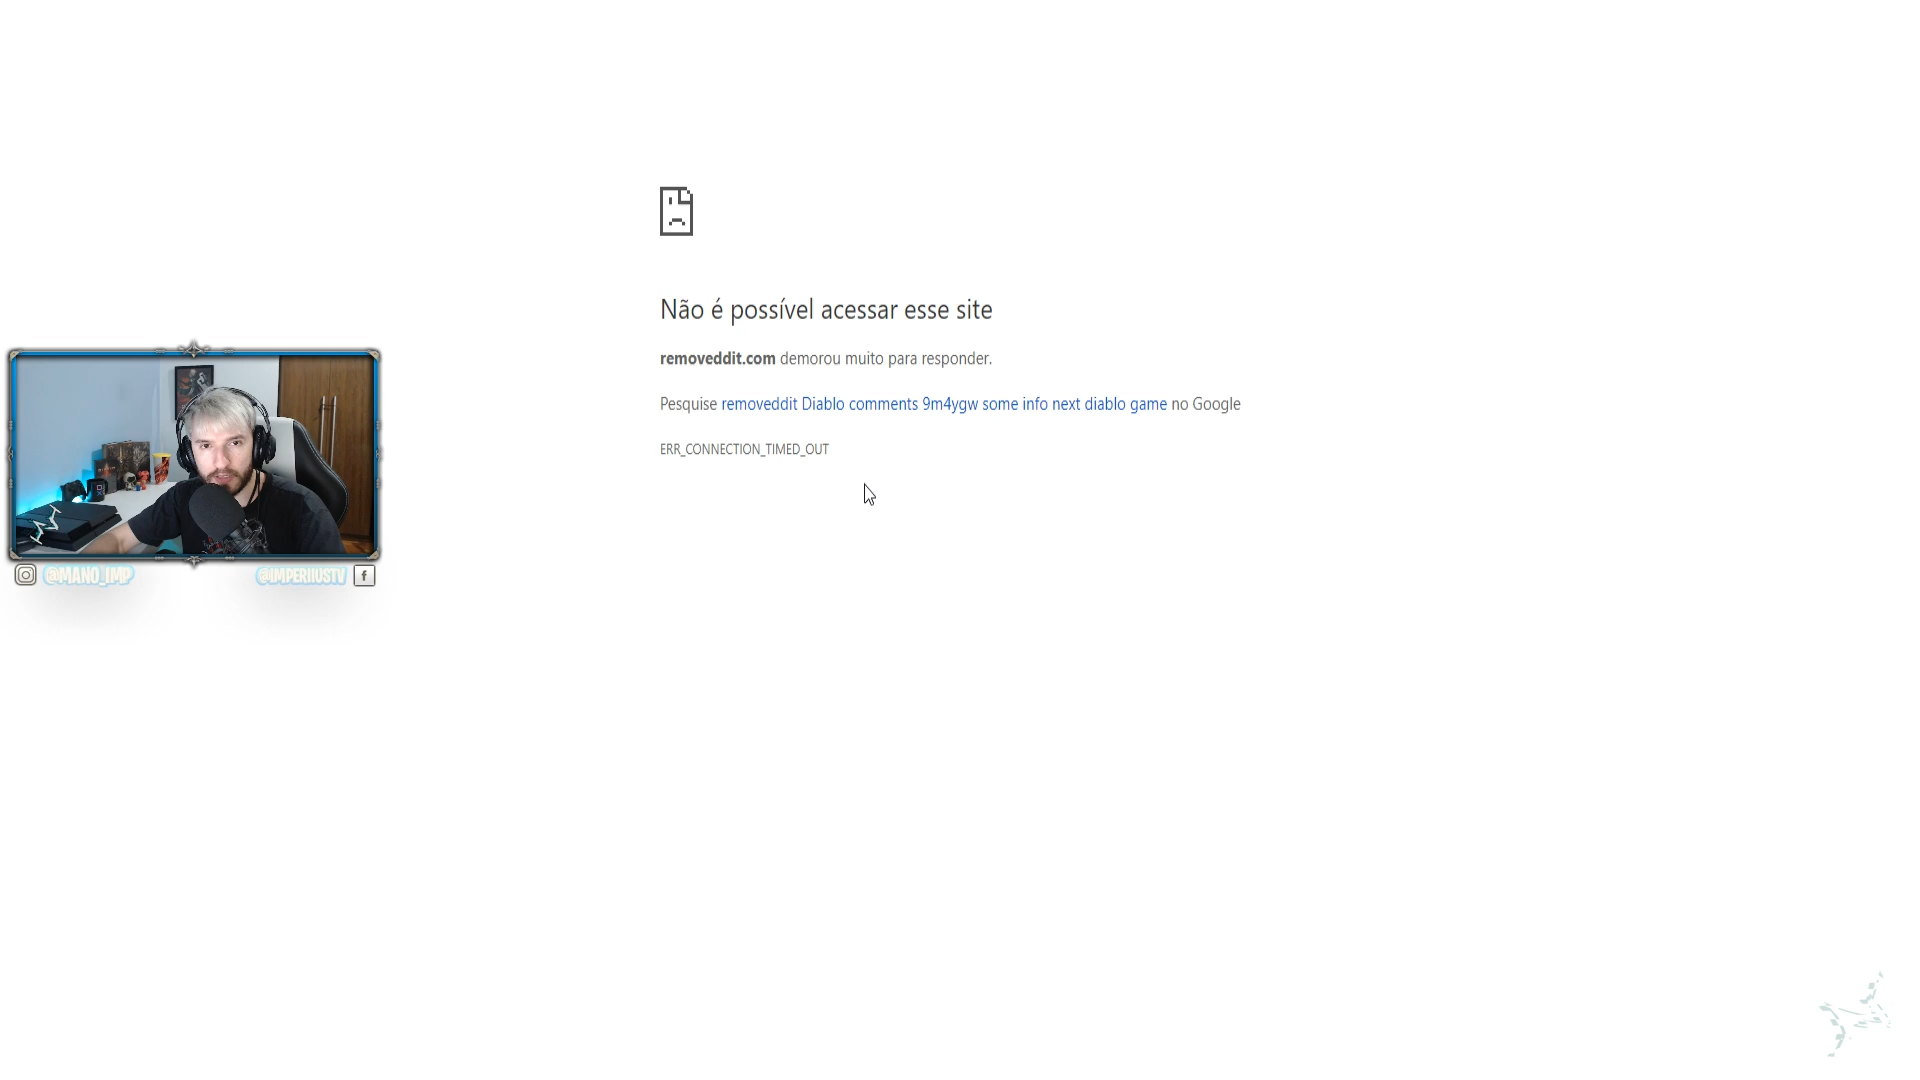 Não é possível acessar esse site
removeddit.com demorou muito para responder.
Pesquise removeddit Diablo comments 9m4ygw some info next diablo game no Google
ERR_CONNECTION_TIMED_OUT
@MANO_IMP
@IMPERIIUSTV